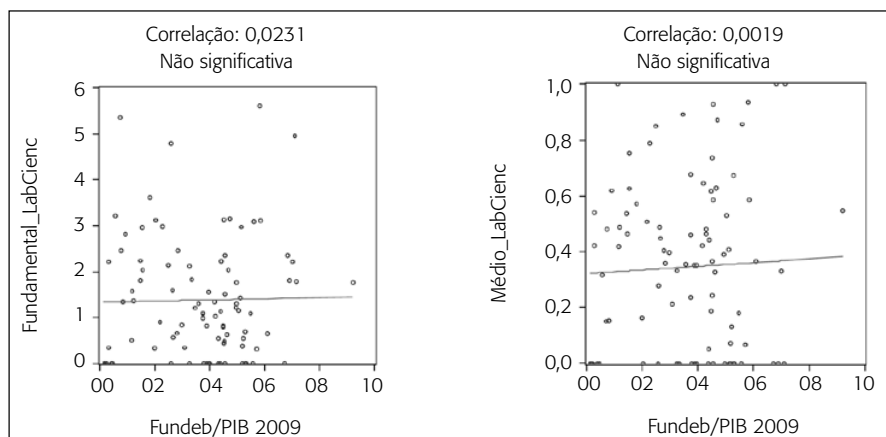 Correlação: 0,0231
Não significativa
Fundamental_LabCienc
6
5
4
3
2
1
0
00 02 04 06 08 10
Fundeb/PIB 2009
Correlação: 0,0019
Não significativa
Médio_LabCienc
1,0
0,8
0,6
0,4
0,2
0,0
00 02 04 06 08 10
Fundeb/PIB 2009